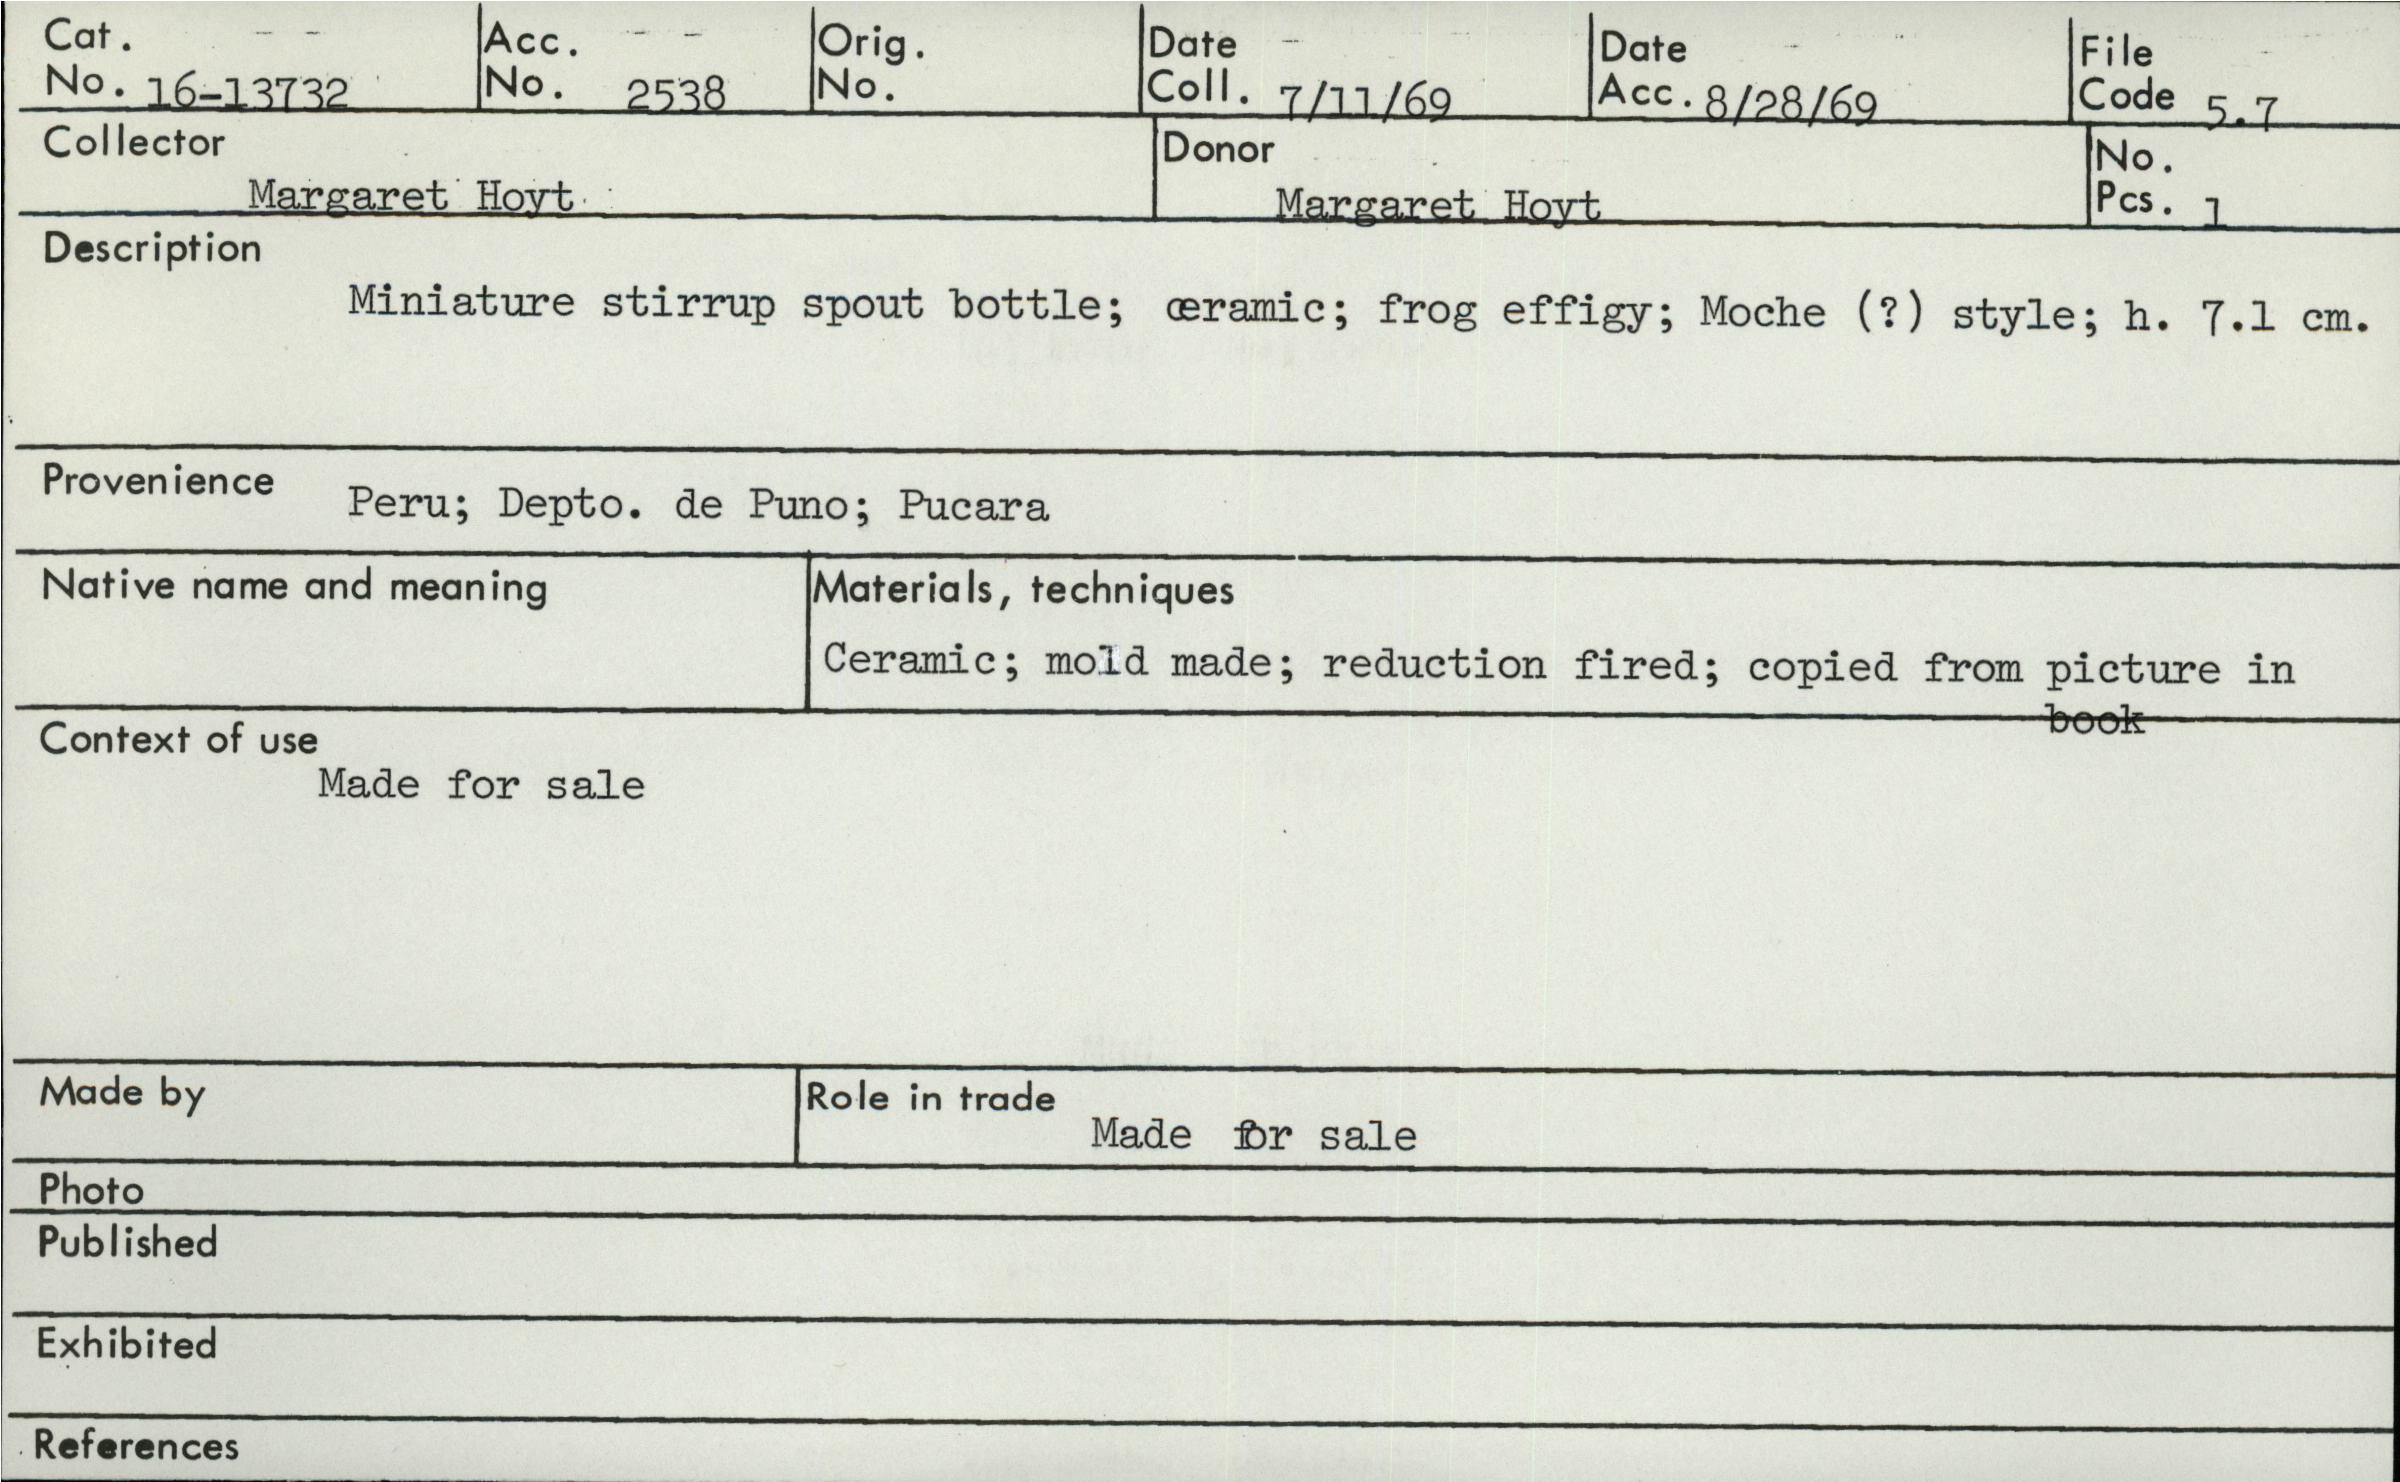 Cat. No. 16-13732 Acc. No. 2538 Orig. No. Date Coll. 7/11/69 Date Acc. 8/28/69 File Code 5.7
Collector Margaret Hoyt Donor Margaret Hoyt No. Pcs. 1
Description
Miniature stirrup spout bottle; ceramic; frog effigy; Moche (?) style; h. 7.1 cm.
Provenience Peru; Depto. de Puno; Pucara
Native name and meaning Materials, techniques
Ceramic; mold made; reduction fired; copied from picture in
book
Context of use
Made for sale
Made by Role in trade
Made for sale
Photo
Published
Exhibited
References